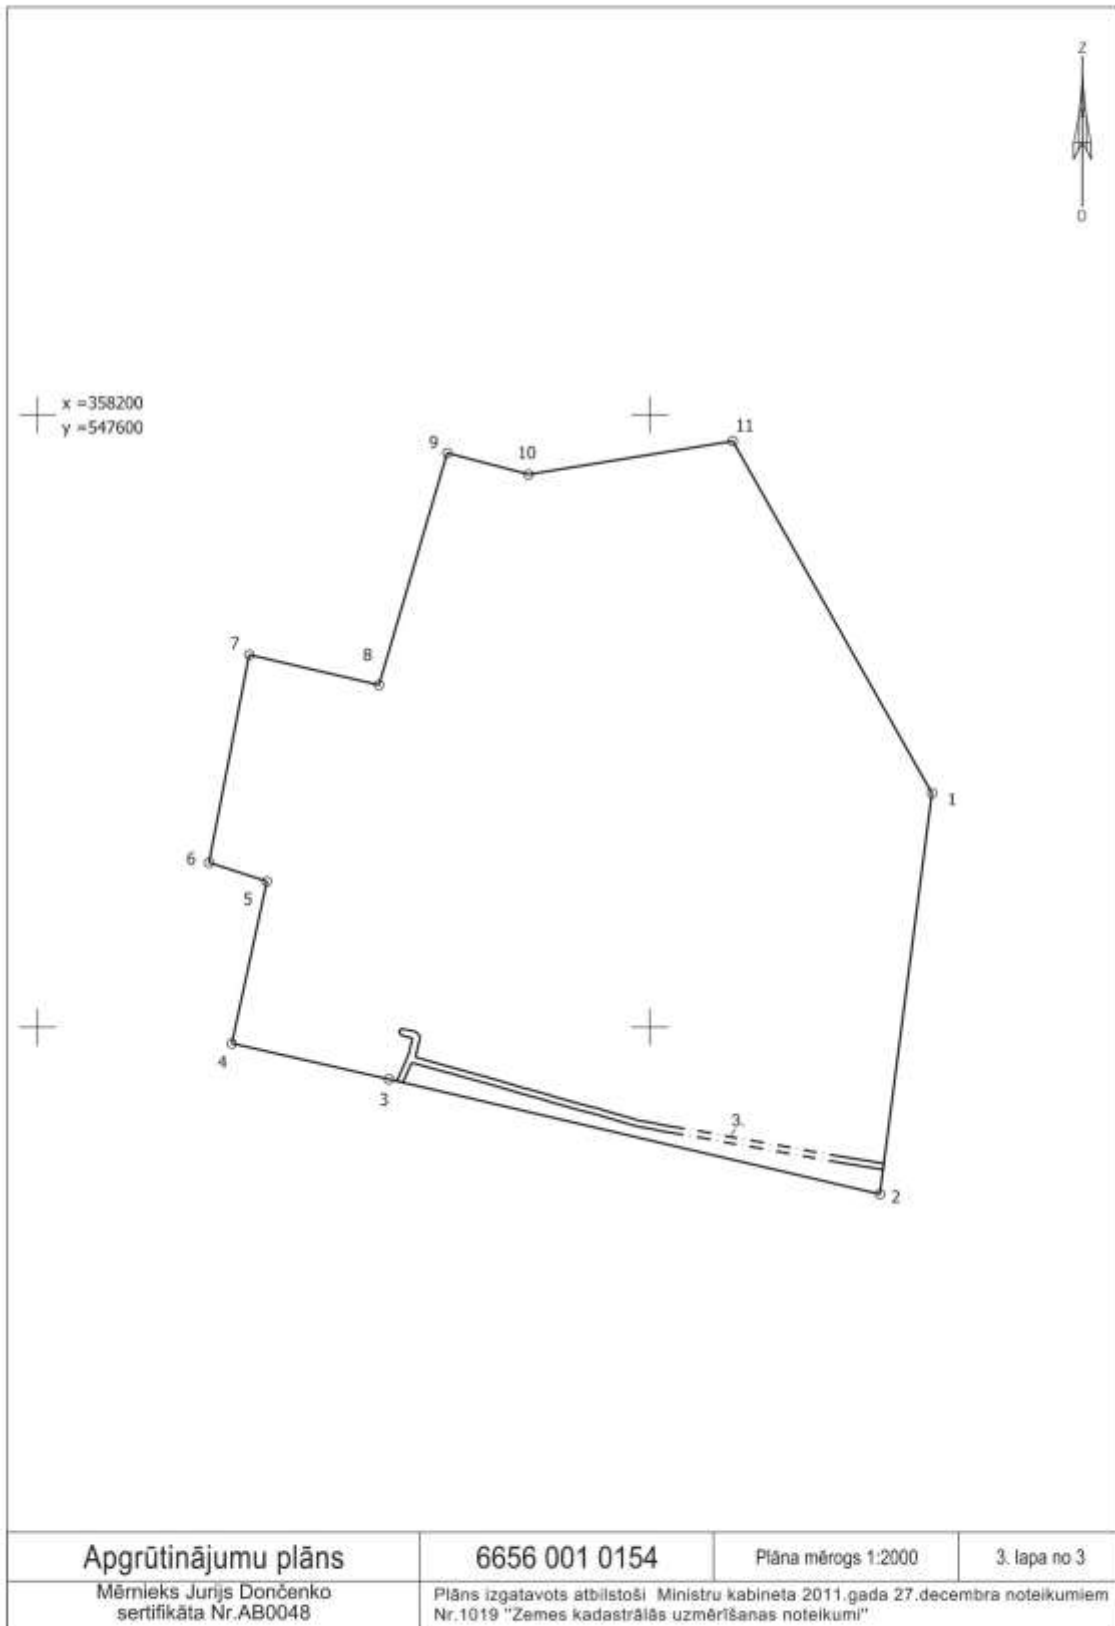 Z
D
x =358200
y =547600
11
9
10
7
8
1
6
5
4
3
3.
2
Apgrūtinājumu plāns
6656 001 0154
Plāna mērogs 1:2000
3. lapa no 3
Mērnieks Jurijs Dončenko
sertifikāta Nr.AB0048
Plāns izgatavots atbilstoši Ministru kabineta 2011.gada 27.decembra noteikumiem
Nr.1019 "Zemes kadastrālās uzmērīšanas noteikumi"